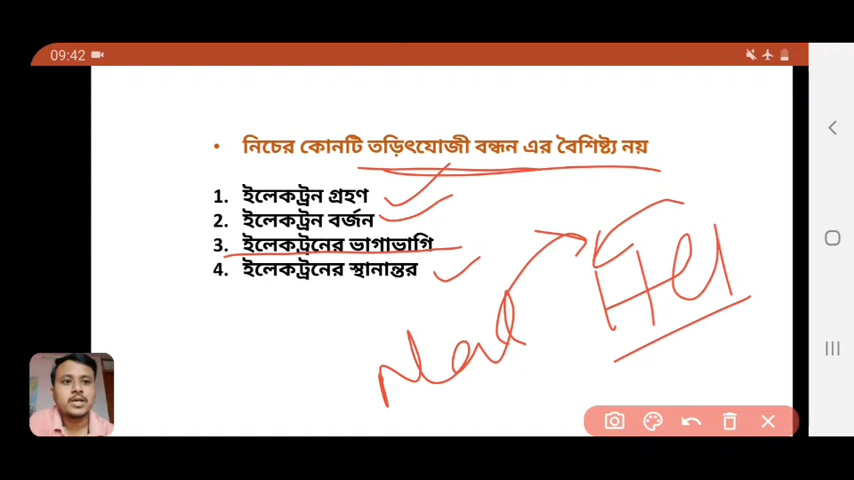 09:42
নিচের কোনটি তড়িৎযোজী বন্ধন এর বৈশিষ্ট্য নয়
1. ইলেকট্রন গ্রহণ
2. ইলেকট্রন বর্জন
3. ইলেকট্রনের ভাগাভাগি
4. ইলেকট্রনের স্থানান্তর